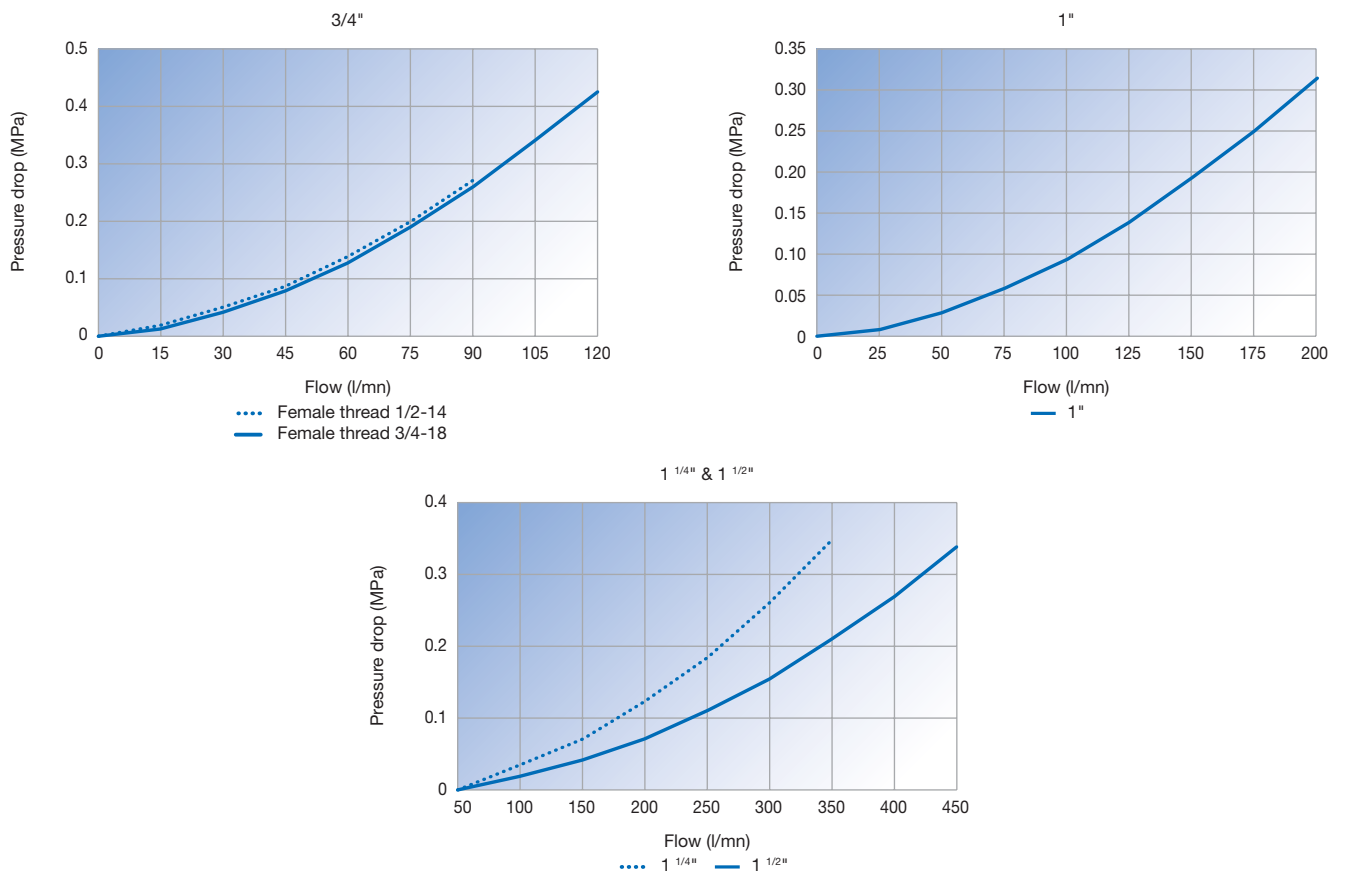 3/4"
0.5
0.4
0.3
0.2
0.1
0
Pressure drop (MPa)
0 15 30 45 60 75 90 105 120
Flow (l/mn)
Female thread 1/2-14
Female thread 3/4-18
1"
0.35
0.30
0.25
0.20
0.15
0.10
0.05
0
Pressure drop (MPa)
0 25 50 75 100 125 150 175 200
Flow (l/mn)
1"
1 1/4" & 1 1/2"
0.4
0.3
0.2
0.1
0
Pressure drop (MPa)
50 100 150 200 250 300 350 400 450
Flow (l/mn)
1 1/4" 1 1/2"